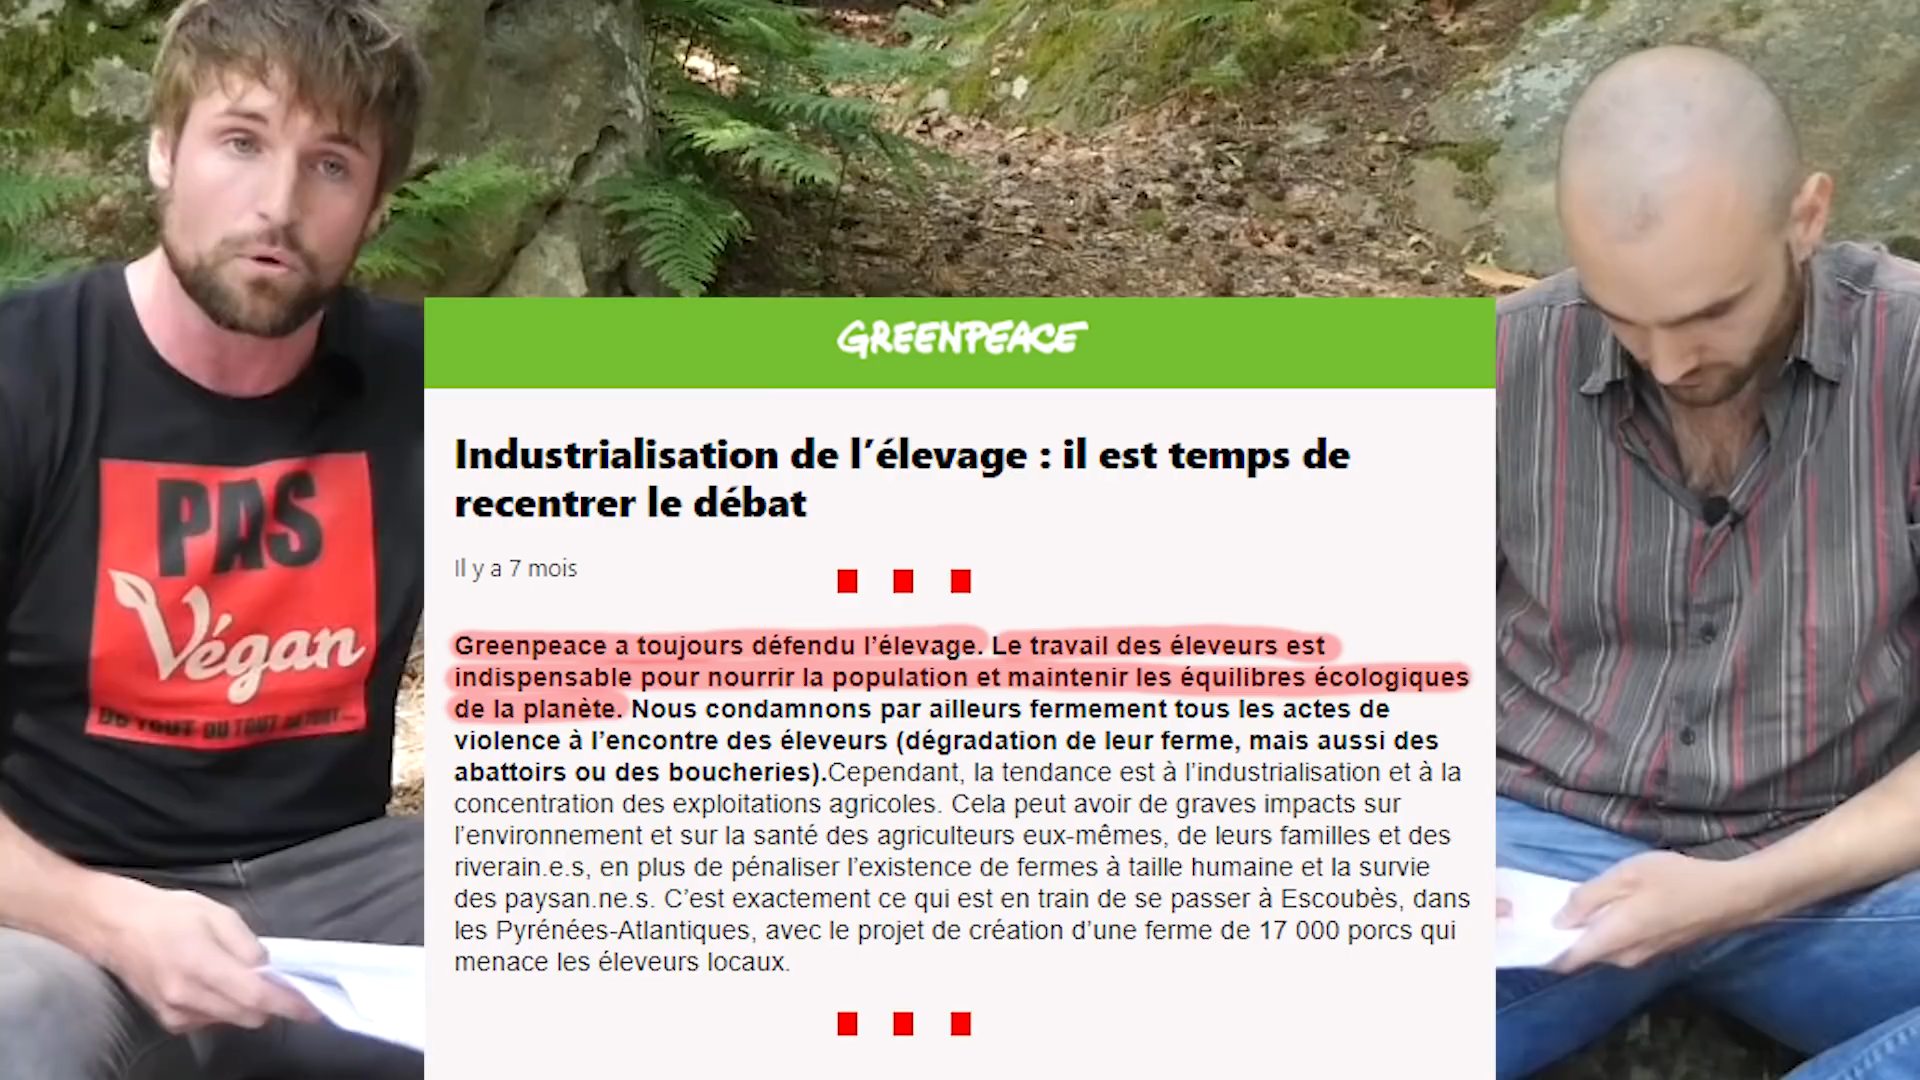 GREENPEACE
Industrialisation de l’élevage : il est temps de
recentrer le débat
Il y a 7 mois
Greenpeace a toujours défendu l’élevage. Le travail des éleveurs est
indispensable pour nourrir la population et maintenir les équilibres écologiques
de la planète. Nous condamnons par ailleurs fermement tous les actes de
violence à l’encontre des éleveurs (dégradation de leur ferme, mais aussi des
abattoirs ou des boucheries).Cependant, la tendance est à l’industrialisation et à la
concentration des exploitations agricoles. Cela peut avoir de graves impacts sur
l’environnement et sur la santé des agriculteurs eux-mêmes, de leurs familles et des
riverain.e.s, en plus de pénaliser l’existence de fermes à taille humaine et la survie
des paysan.ne.s. C’est exactement ce qui est en train de se passer à Escoubès, dans
les Pyrénées-Atlantiques, avec le projet de création d’une ferme de 17 000 porcs qui
menace les éleveurs locaux.
PAS
Végan
DU TOUT DU TOUT DU TOUT...